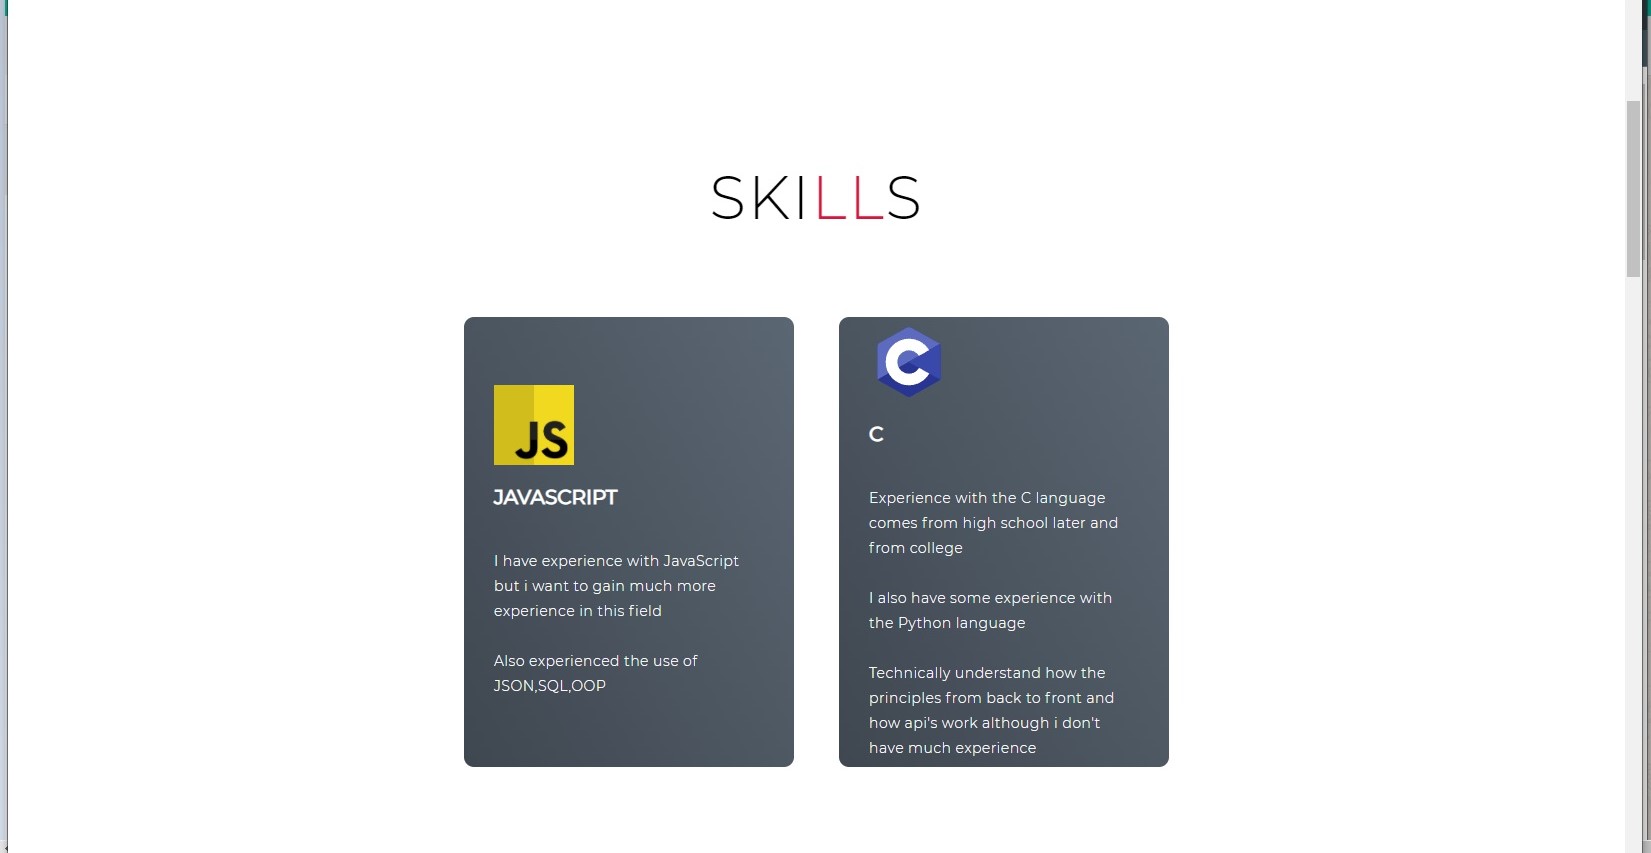 SKILLS
JS
JAVASCRIPT
I have experience with JavaScript
but i want to gain much more
experience in this field
Also experienced the use of
JSON,SQL,OOP
C
C
Experience with the C language
comes from high school later and
from college
I also have some experience with
the Python language
Technically understand how the
principles from back to front and
how api's work although i don't
have much experience